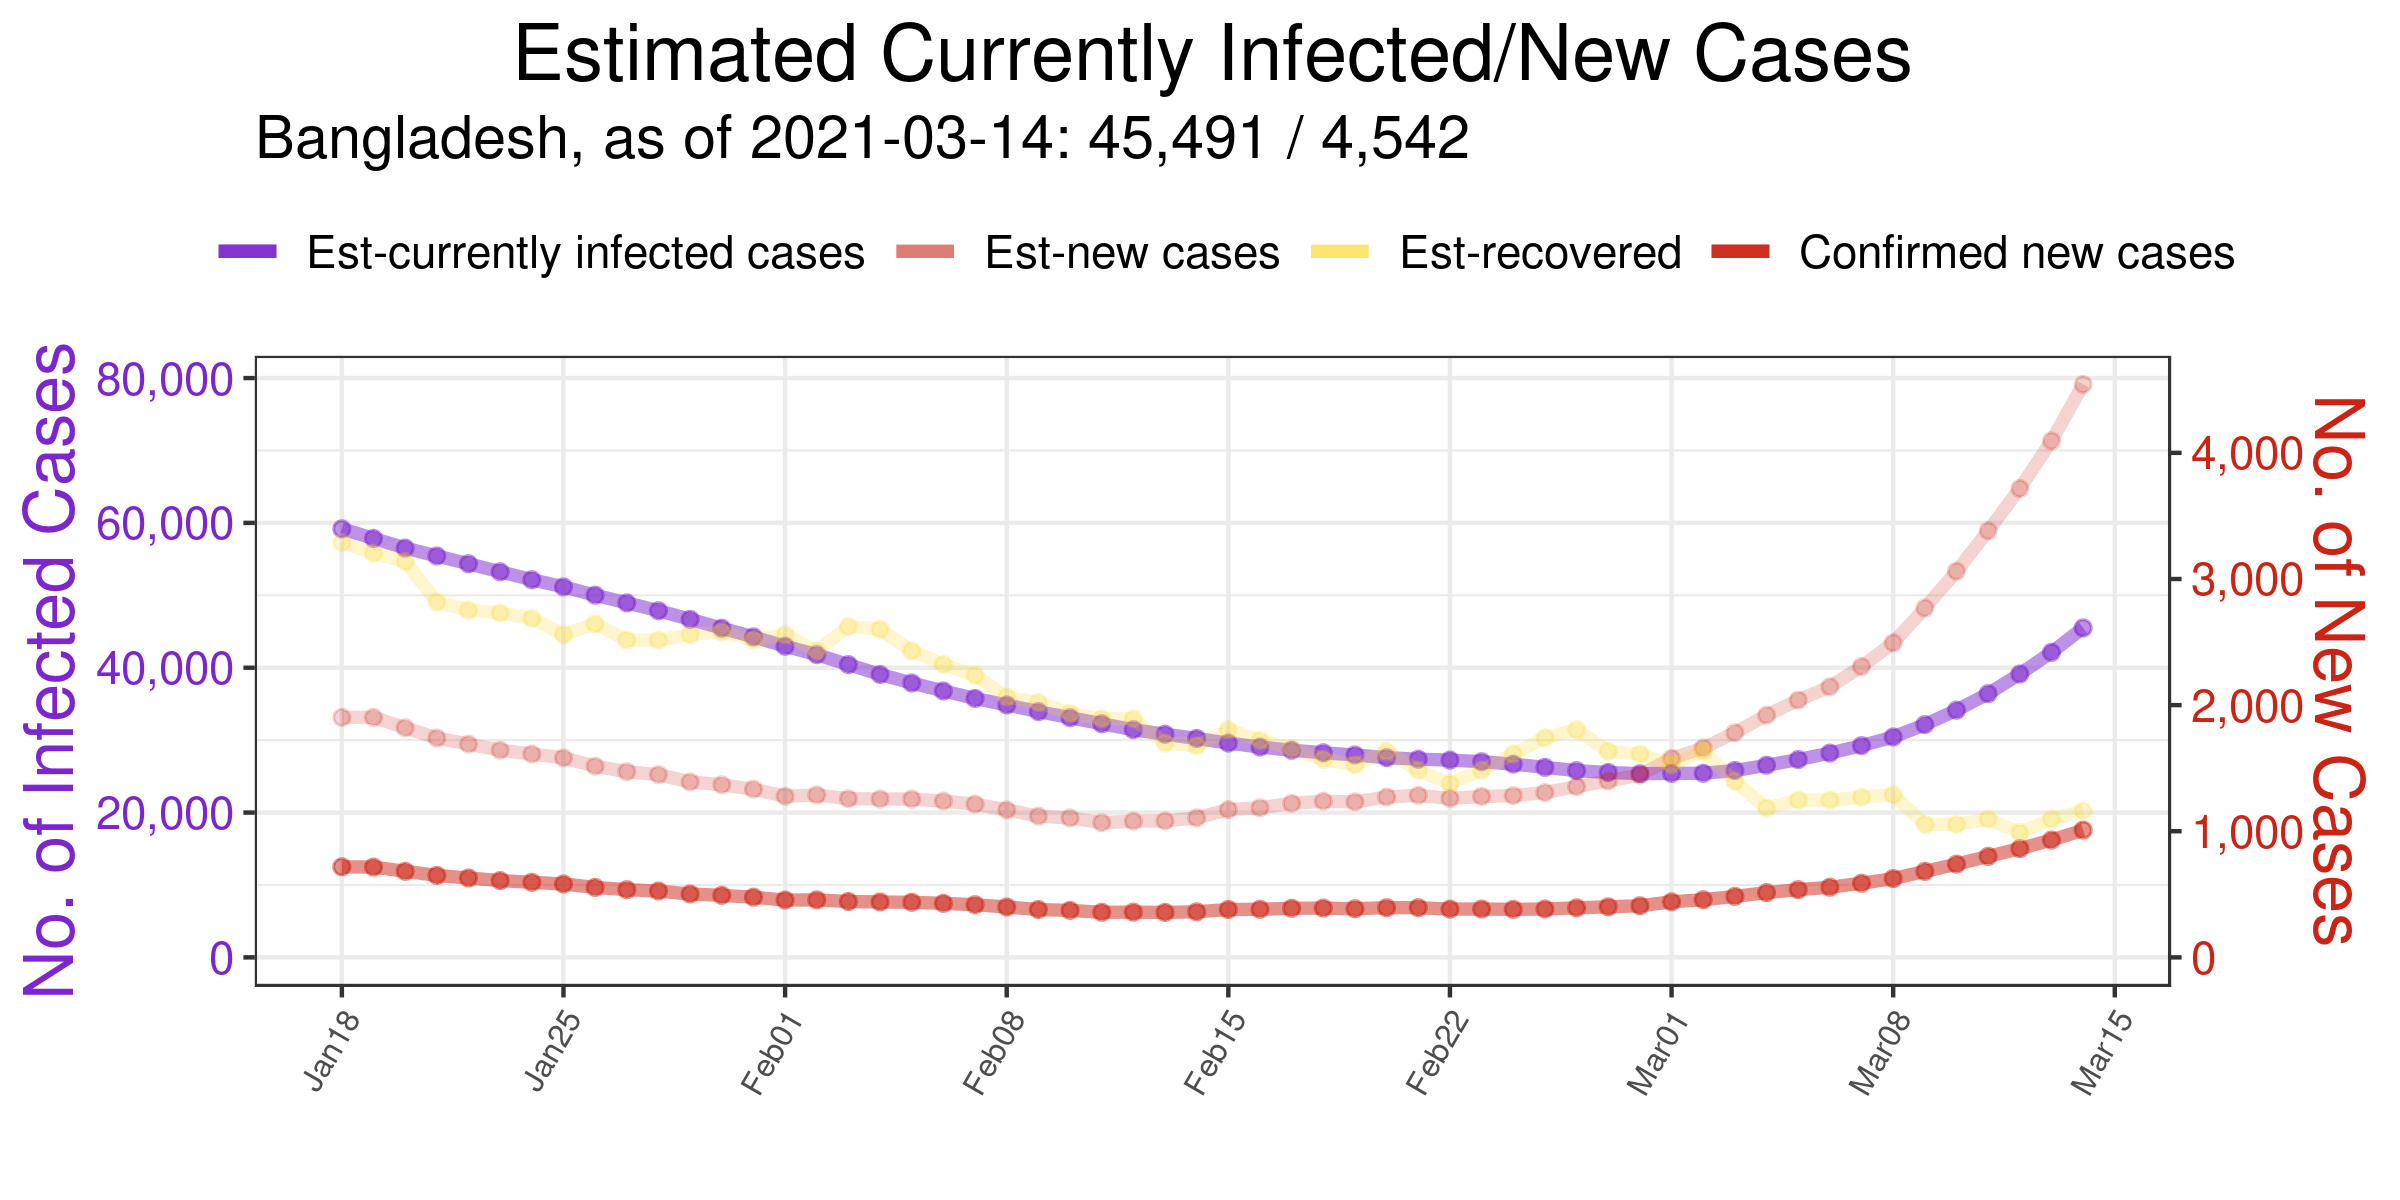 Estimated Currently Infected/New Cases
Bangladesh, as of 2021-03-14: 45,491 / 4,542
Est-currently infected cases Est-new cases Est-recovered Confirmed new cases
No. of Infected Cases
80,000
60,000
40,000
20,000
0
4,000
3,000
2,000
1,000
0
No. of New Cases
Jan18 Jan25 Feb01 Feb08 Feb15 Feb22 Mar01 Mar08 Mar15